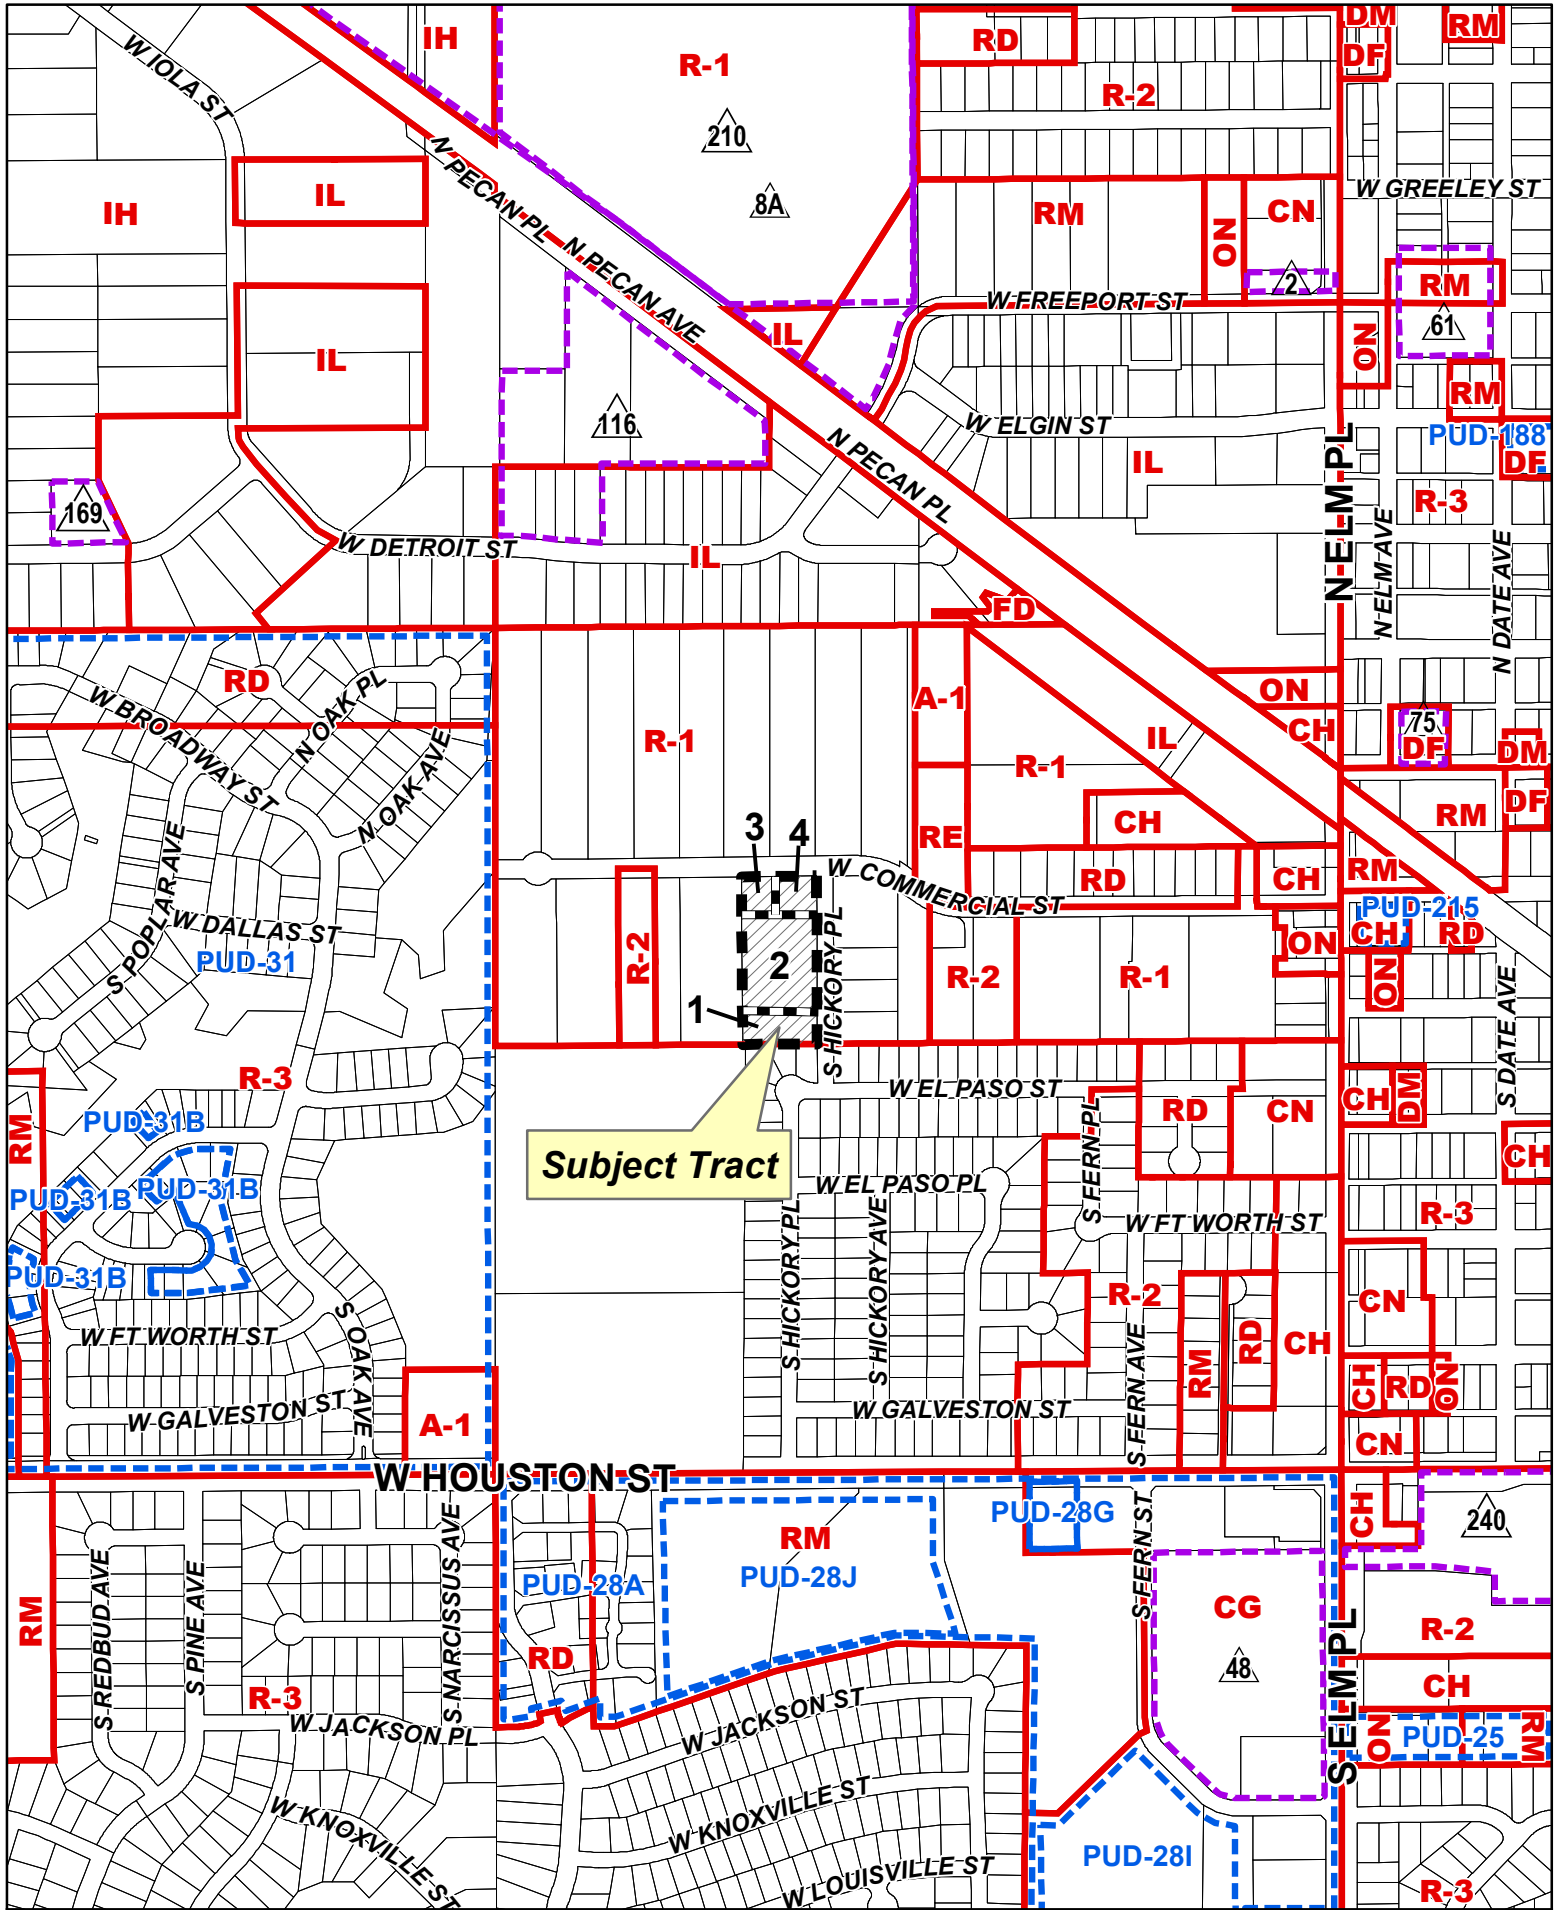 IH
R-1
RD
DM
RM
DF
W IOLA ST
R-2
210
N PECAN PL
IL
IH
8A
RM
ON
CN
W GREELEY ST
N PECAN AVE
2
RM
W FREEPORT ST
61
IL
ON
IL
RM
116
W ELGIN ST
N PECAN PL
PUD-188
DF
IL
N ELM PL
R-3
169
W DETROIT ST
IL
N ELM AVE
N DATE AVE
FD
RD
N OAK PL
W BROADWAY ST
A-1
ON
R-1
IL
CH
75
DF
DM
N OAK AVE
R-1
DF
3
4
RE
CH
RM
S POPLAR AVE
W COMMERCIAL ST
RD
CH
RM
PUD-215
W DALLAS ST
S HICKORY PL
CH
RD
ON
PUD-31
R-2
2
R-2
R-1
ON
1
S DATE AVE
R-3
W EL PASO ST
CH
DM
RD
CN
PUD-31B
RM
S FERN PL
CH
Subject Tract
PUD-31B
PUD-31B
W EL PASO PL
R-3
W FT WORTH ST
PUD-31B
S HICKORY PL
S HICKORY AVE
R-2
CN
W FT WORTH ST
S OAK AVE
RD
CH
S FERN AVE
RM
CH
RD
ON
W GALVESTON ST
A-1
W GALVESTON ST
CN
W HOUSTON ST
PUD-28G
CH
240
RM
S FERN ST
PUD-28A
PUD-28J
S REDBUD AVE
S PINE AVE
S NARCISSUS AVE
RM
CG
R-2
RD
48
S ELM PL
R-3
CH
W JACKSON PL
W JACKSON ST
ON
PUD-25
RM
W KNOXVILLE ST
W KNOXVILLE ST
PUD-28I
W LOUISVILLE ST
R-3